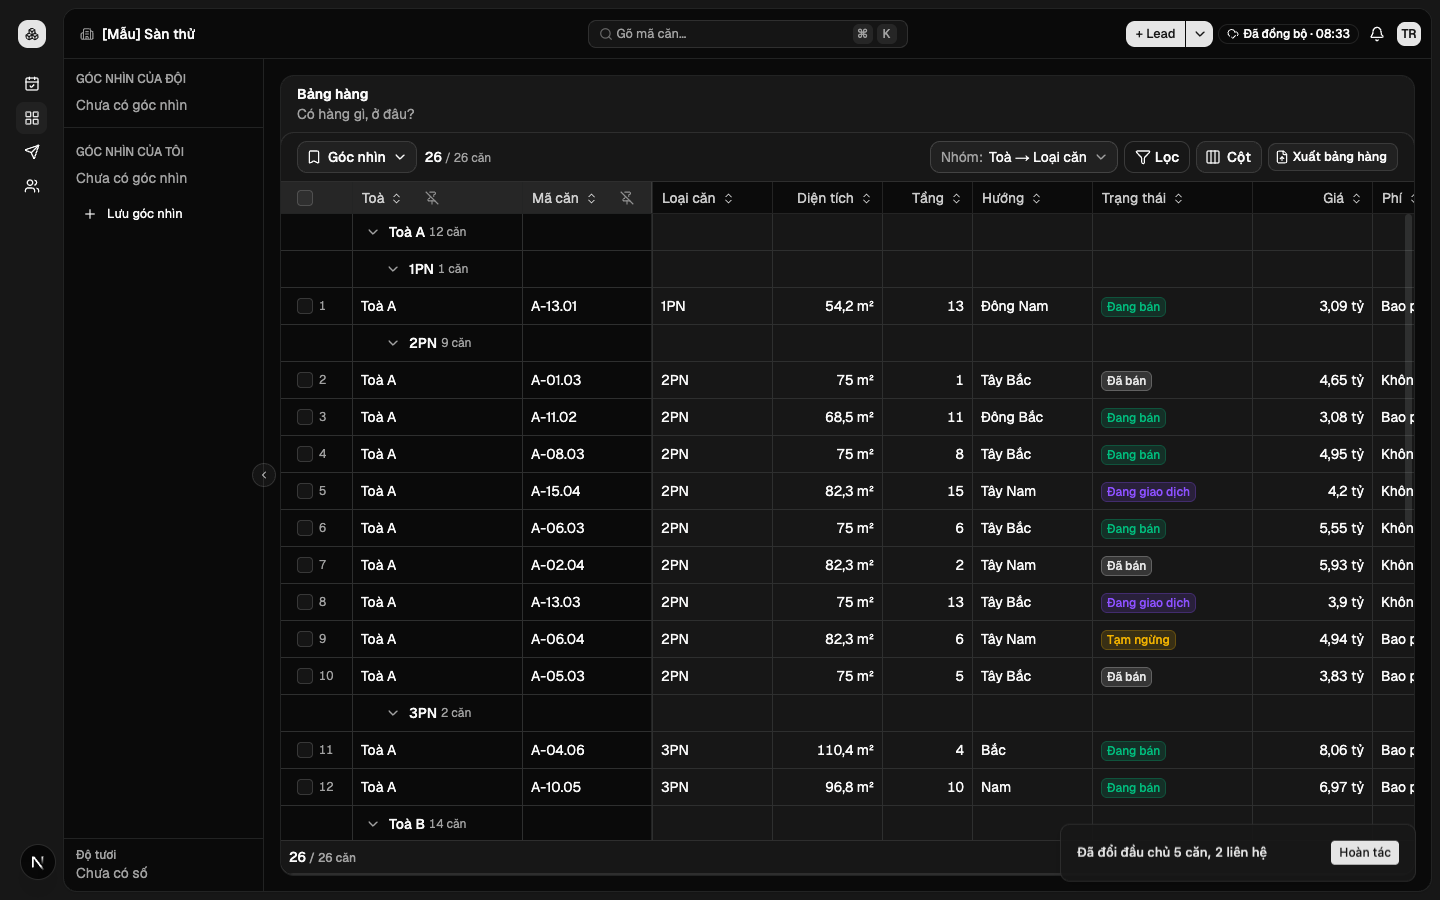 [Mẫu] Sàn thử
Gõ mã căn...
⌘ K
+ Lead
Đã đồng bộ · 08:33
TR
GÓC NHÌN CỦA ĐỘI
Chưa có góc nhìn
GÓC NHÌN CỦA TÔI
Chưa có góc nhìn
+ Lưu góc nhìn
Độ tươi
Chưa có số
N
Bảng hàng
Có hàng gì, ở đâu?
Góc nhìn
26 / 26 căn
Nhóm: Toà → Loại căn
Lọc
Cột
Xuất bảng hàng
Toà Mã căn Loại căn Diện tích Tầng Hướng Trạng thái Giá Phí
Toà A 12 căn
1PN 1 căn
1 Toà A A-13.01 1PN 54,2 m² 13 Đông Nam Đang bán 3,09 tỷ Bao p
2PN 9 căn
2 Toà A A-01.03 2PN 75 m² 1 Tây Bắc Đã bán 4,65 tỷ Khôn
3 Toà A A-11.02 2PN 68,5 m² 11 Đông Bắc Đang bán 3,08 tỷ Bao p
4 Toà A A-08.03 2PN 75 m² 8 Tây Bắc Đang bán 4,95 tỷ Khôn
5 Toà A A-15.04 2PN 82,3 m² 15 Tây Nam Đang giao dịch 4,2 tỷ Khôn
6 Toà A A-06.03 2PN 75 m² 6 Tây Bắc Đang bán 5,55 tỷ Khôn
7 Toà A A-02.04 2PN 82,3 m² 2 Tây Nam Đã bán 5,93 tỷ Khôn
8 Toà A A-13.03 2PN 75 m² 13 Tây Bắc Đang giao dịch 3,9 tỷ Khôn
9 Toà A A-06.04 2PN 82,3 m² 6 Tây Nam Tạm ngừng 4,94 tỷ Bao p
10 Toà A A-05.03 2PN 75 m² 5 Tây Bắc Đã bán 3,83 tỷ Bao p
3PN 2 căn
11 Toà A A-04.06 3PN 110,4 m² 4 Bắc Đang bán 8,06 tỷ Bao p
12 Toà A A-10.05 3PN 96,8 m² 10 Nam Đang bán 6,97 tỷ Bao p
Toà B 14 căn
26 / 26 căn
Đã đổi đầu chủ 5 căn, 2 liên hệ
Hoàn tác